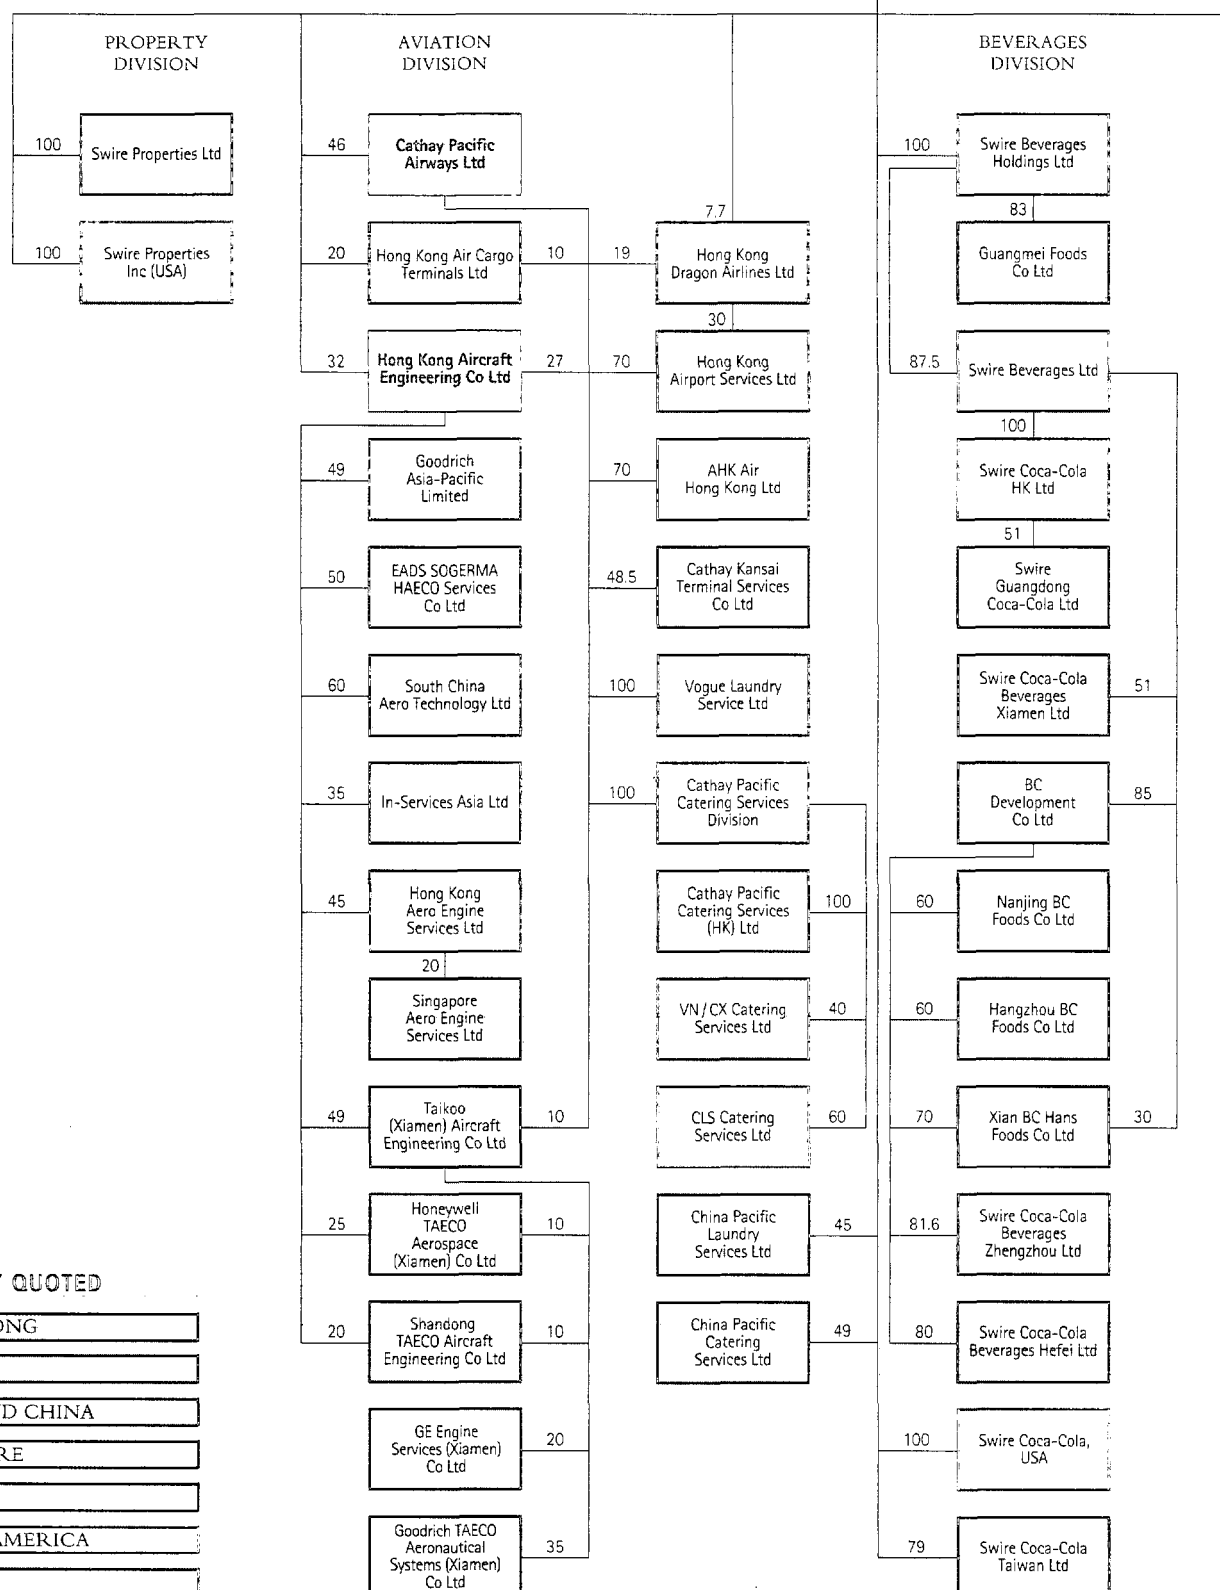 PROPERTY
DIVISION
AVIATION
DIVISION
BEVERAGES
DIVISION
100
Swire Properties Ltd
100
Swire Properties
Inc (USA)
46
Cathay Pacific
Airways Ltd
20
Hong Kong Air Cargo
Terminals Ltd
10
32
Hong Kong Aircraft
Engineering Co Ltd
27
49
Goodrich
Asia-Pacific
Limited
50
EADS SOGERMA
HAECO Services
Co Ltd
60
South China
Aero Technology Ltd
35
In-Services Asia Ltd
45
Hong Kong
Aero Engine
Services Ltd
20
Singapore
Aero Engine
Services Ltd
49
Taikoo
(Xiamen) Aircraft
Engineering Co Ltd
10
25
Honeywell
TAECO
Aerospace
(Xiamen) Co Ltd
10
20
Shandong
TAECO Aircraft
Engineering Co Ltd
10
GE Engine
Services (Xiamen)
Co Ltd
20
Goodrich TAECO
Aeronautical
Systems (Xiamen)
Co Ltd
35
7.7
19
Hong Kong
Dragon Airlines Ltd
30
70
Hong Kong
Airport Services Ltd
70
AHK Air
Hong Kong Ltd
48.5
Cathay Kansai
Terminal Services
Co Ltd
100
Vogue Laundry
Service Ltd
100
Cathay Pacific
Catering Services
Division
Cathay Pacific
Catering Services
(HK) Ltd
100
VN/CX Catering
Services Ltd
40
CLS Catering
Services Ltd
60
China Pacific
Laundry
Services Ltd
45
China Pacific
Catering
Services Ltd
49
100
Swire Beverages
Holdings Ltd
83
Guangmei Foods
Co Ltd
87.5
Swire Beverages Ltd
100
Swire Coca-Cola
HK Ltd
51
Swire
Guangdong
Coca-Cola Ltd
Swire Coca-Cola
Beverages
Xiamen Ltd
51
BC
Development
Co Ltd
85
60
Nanjing BC
Foods Co Ltd
60
Hangzhou BC
Foods Co Ltd
70
Xian BC Hans
Foods Co Ltd
30
81.6
Swire Coca-Cola
Beverages
Zhengzhou Ltd
80
Swire Coca-Cola
Beverages Hefei Ltd
100
Swire Coca-Cola,
USA
79
Swire Coca-Cola
Taiwan Ltd
Y QUOTED
ONG
D CHINA
RE
AMERICA